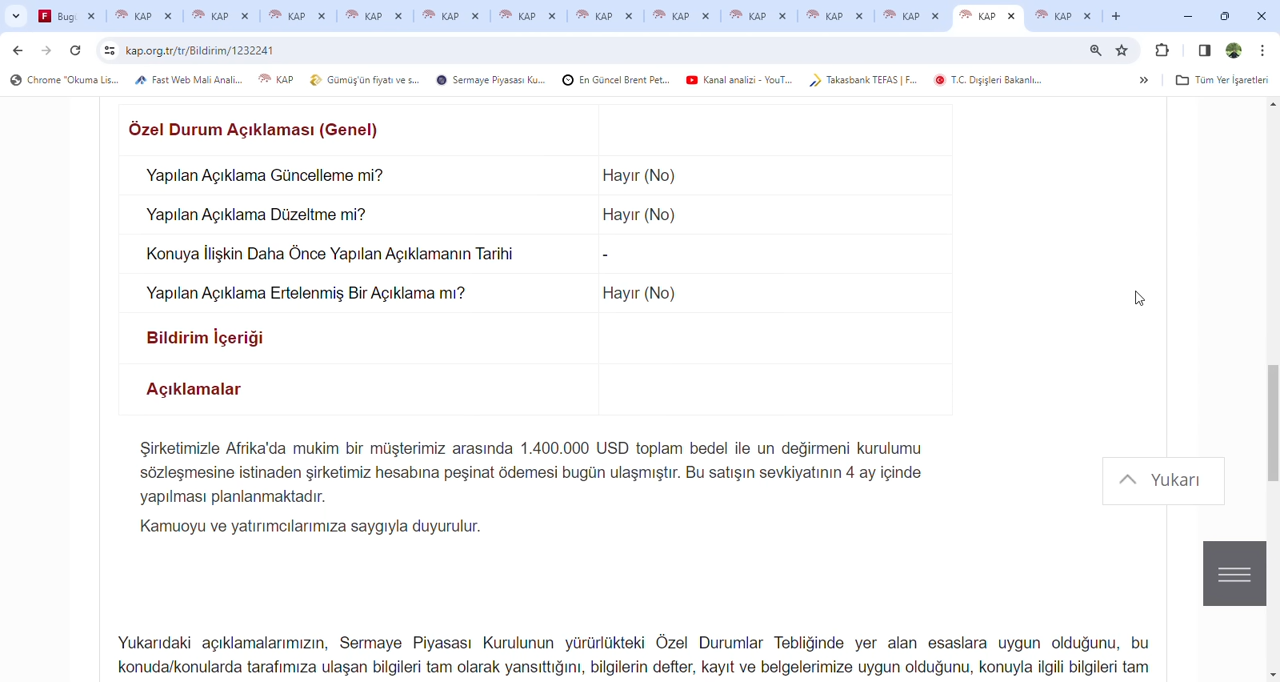 Bugü
KAP
KAP
KAP
KAP
KAP
KAP
KAP
KAP
KAP
KAP
KAP
KAP
KAP
kap.org.tr/tr/Bildirim/1232241
Chrome "Okuma Lis...
Fast Web Mali Anali...
KAP
Gümüş'ün fiyatı ve s...
Sermaye Piyasası Ku...
En Güncel Brent Pet...
Kanal analizi - YouT...
Takasbank TEFAS | F...
T.C. Dışişleri Bakanlı...
Tüm Yer İşaretleri
Özel Durum Açıklaması (Genel)
Yapılan Açıklama Güncelleme mi? Hayır (No)
Yapılan Açıklama Düzeltme mi? Hayır (No)
Konuya İlişkin Daha Önce Yapılan Açıklamanın Tarihi -
Yapılan Açıklama Ertelenmiş Bir Açıklama mı? Hayır (No)
Bildirim İçeriği
Açıklamalar
Şirketimizle Afrika'da mukim bir müşterimiz arasında 1.400.000 USD toplam bedel ile un değirmeni kurulumu
sözleşmesine istinaden şirketimiz hesabına peşinat ödemesi bugün ulaşmıştır. Bu satışın sevkiyatının 4 ay içinde
yapılması planlanmaktadır.
Yukarı
Kamuoyu ve yatırımcılarımıza saygıyla duyurulur.
Yukarıdaki açıklamalarımızın, Sermaye Piyasası Kurulunun yürürlükteki Özel Durumlar Tebliğinde yer alan esaslara uygun olduğunu, bu
konuda/konularda tarafımıza ulaşan bilgileri tam olarak yansıttığını, bilgilerin defter, kayıt ve belgelerimize uygun olduğunu, konuyla ilgili bilgileri tam